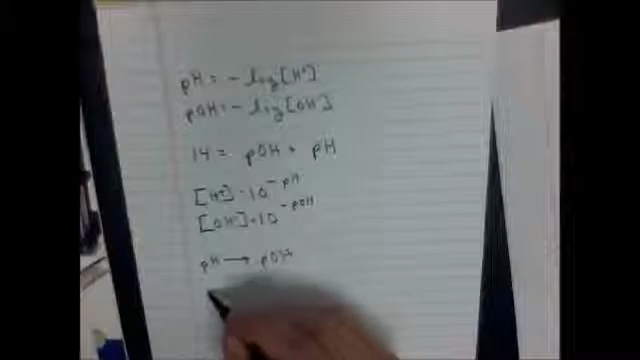 pH = - log[H⁺]
pOH = - log[OH⁻]
14 = pOH + pH
[H⁺] = 10^-pH
[OH⁻] = 10^-pOH
pH → pOH